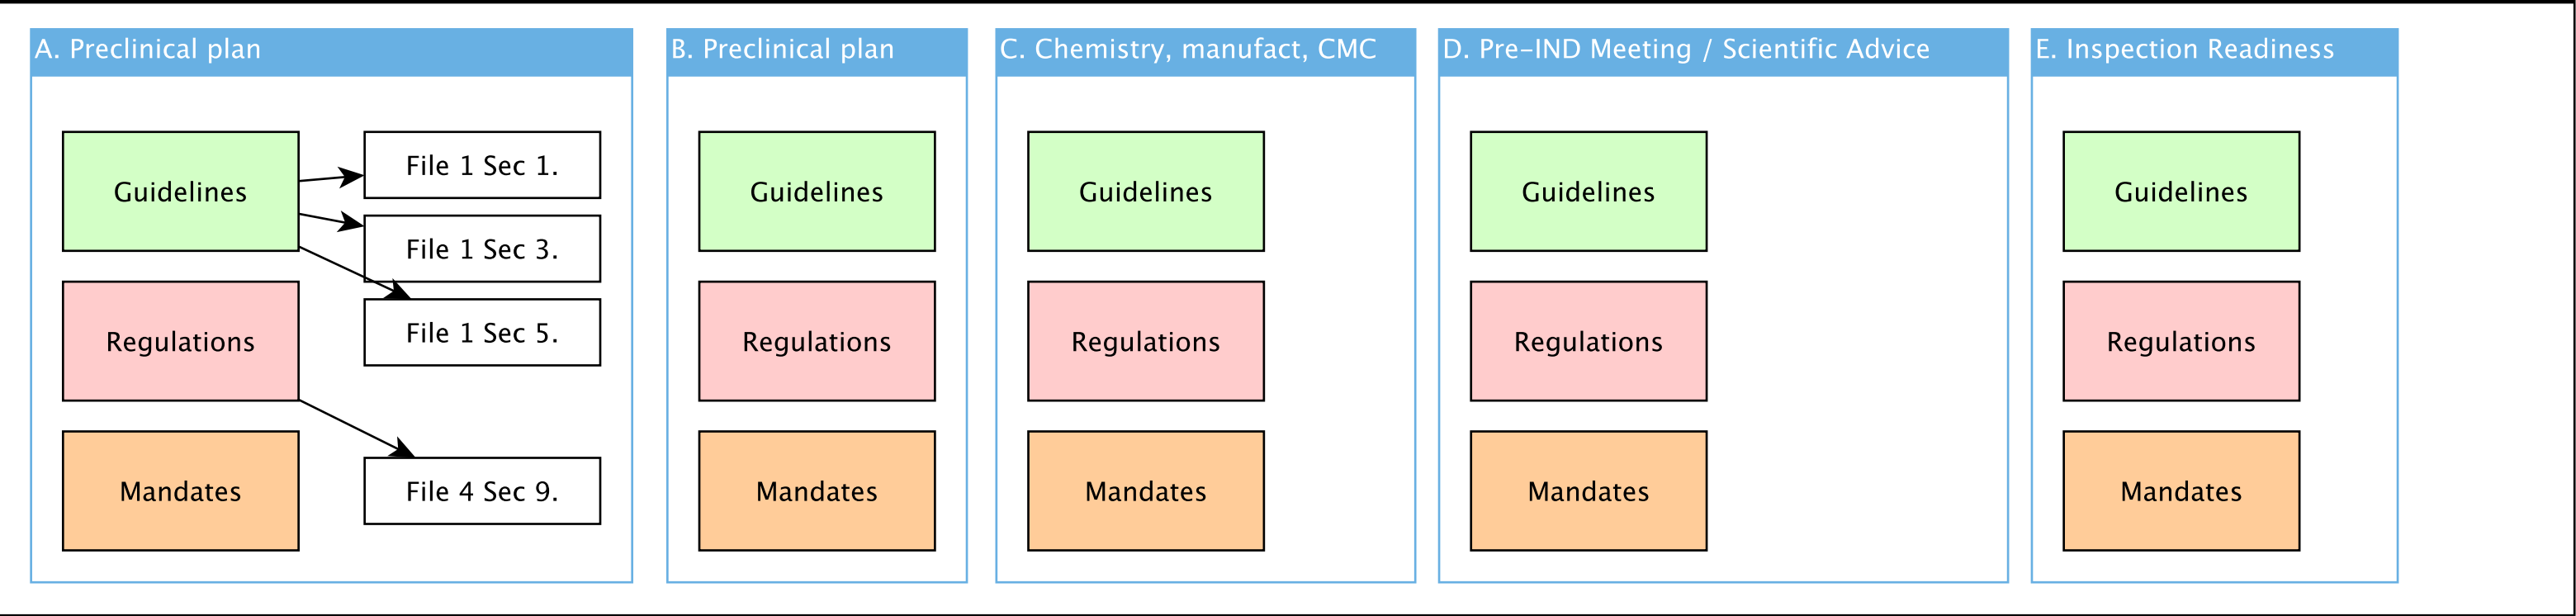 A. Preclinical plan
Guidelines
File 1 Sec 1.
File 1 Sec 3.
File 1 Sec 5.
Regulations
Mandates
File 4 Sec 9.
B. Preclinical plan
Guidelines
Regulations
Mandates
C. Chemistry, manufact, CMC
Guidelines
Regulations
Mandates
D. Pre-IND Meeting / Scientific Advice
Guidelines
Regulations
Mandates
E. Inspection Readiness
Guidelines
Regulations
Mandates